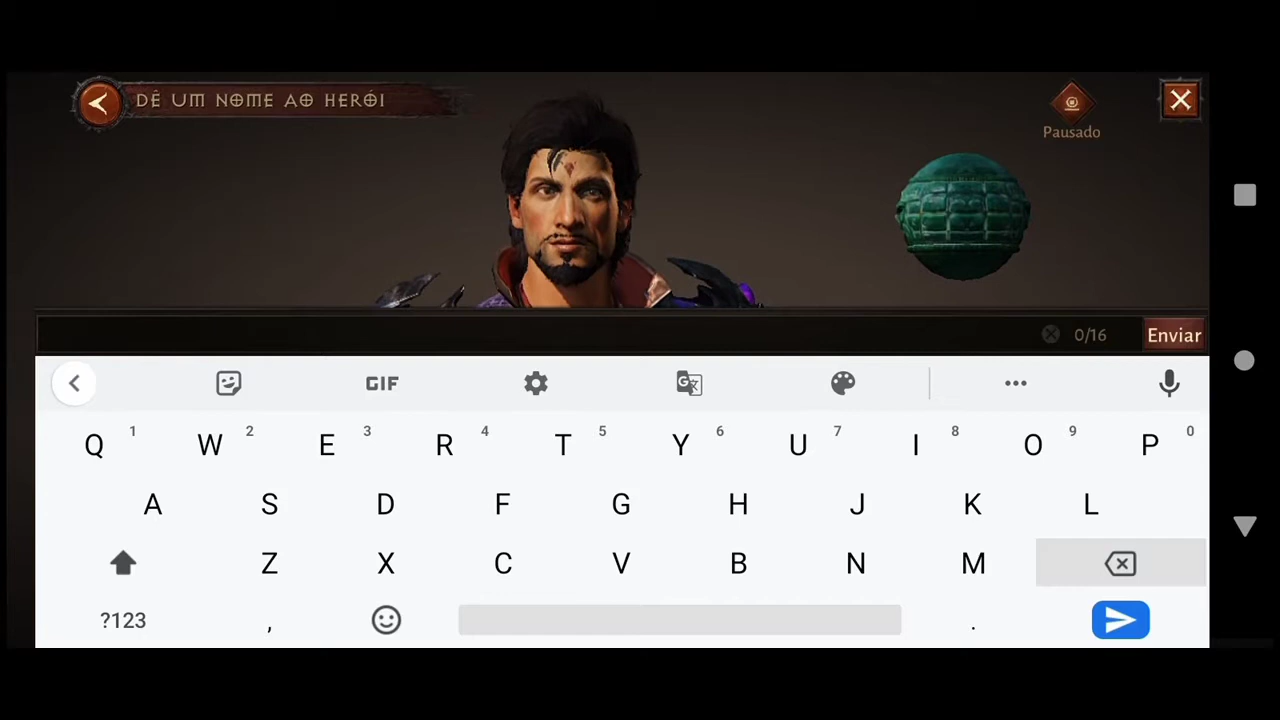 DÊ UM NOME AO HERÓI
Pausado
0/16
Enviar
GIF
Q 1 W 2 E 3 R 4 T 5 Y 6 U 7 I 8 O 9 P 0
A S D F G H J K L
Z X C V B N M
?123 , .